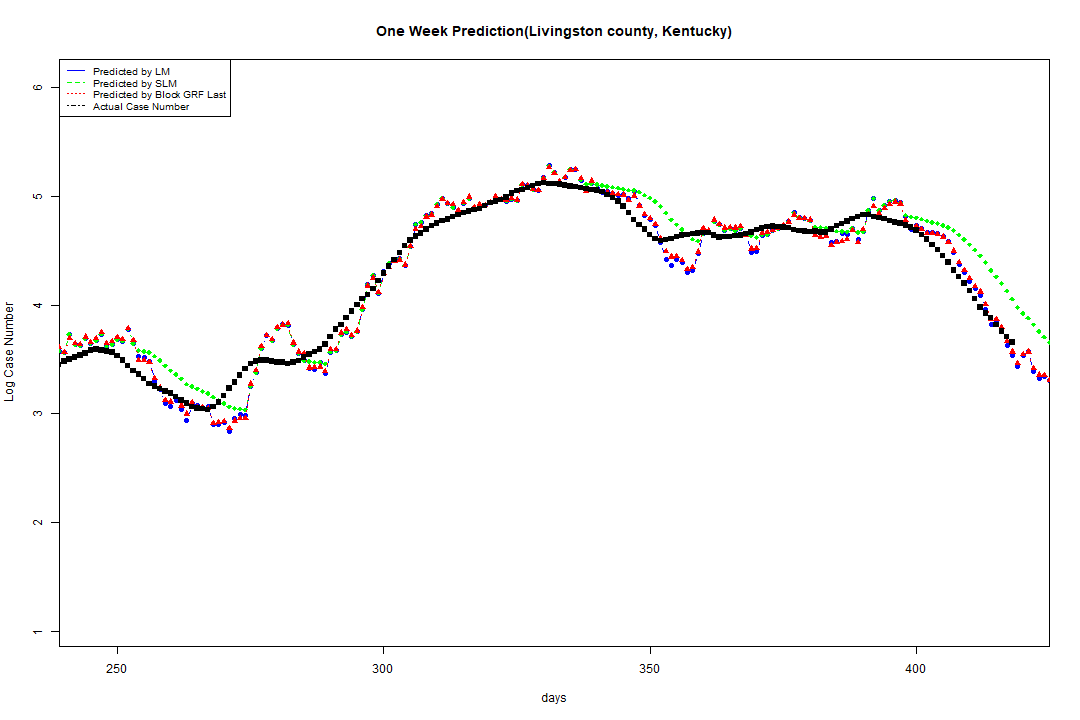 One Week Prediction(Livingston county, Kentucky)
Predicted by LM
Predicted by SLM
Predicted by Block GRF Last
Actual Case Number
6
5
4
3
2
1
Log Case Number
250
300
350
400
days